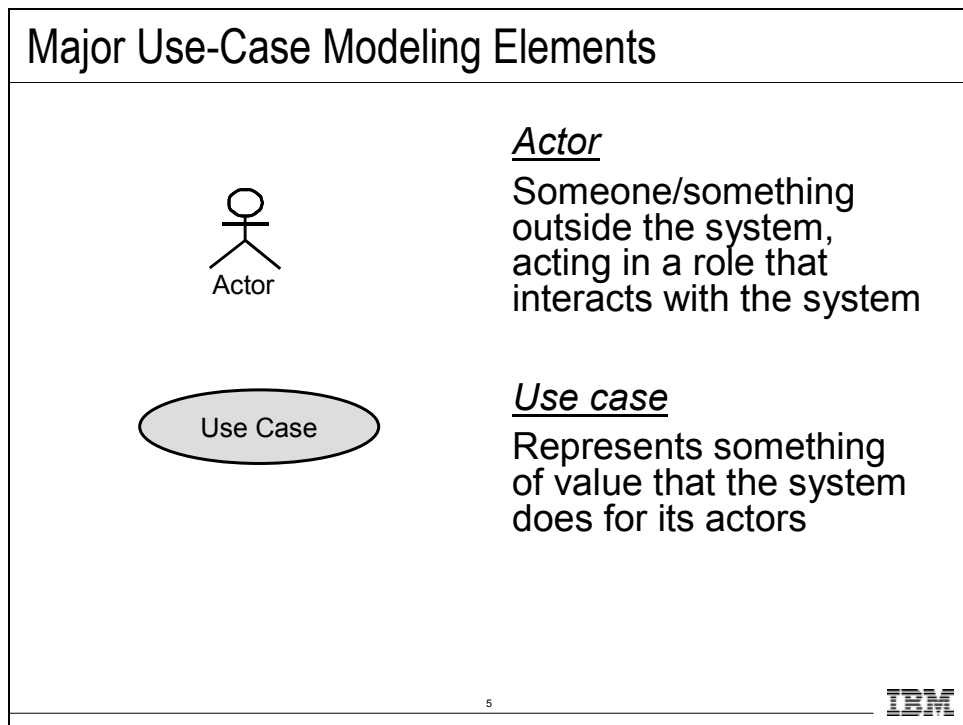 Major Use-Case Modeling Elements
Actor
Someone/something
outside the system,
acting in a role that
interacts with the system
Actor
Use case
Represents something
of value that the system
does for its actors
Use Case
5
IBM